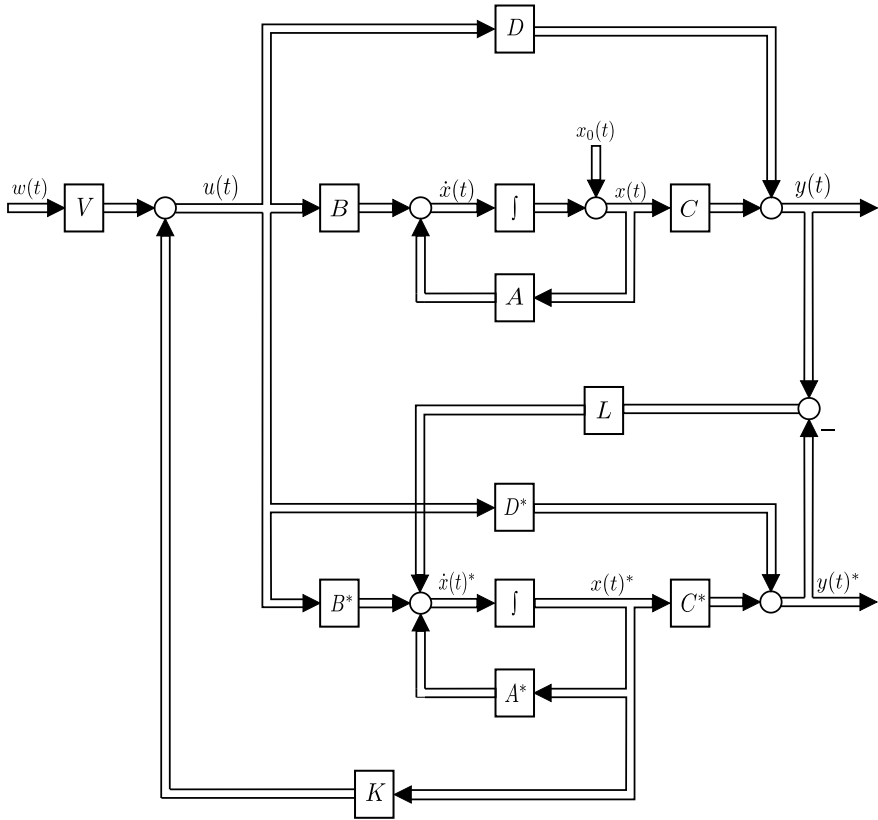 D
x₀(t)
w(t) V u(t) B ẋ(t) ∫ x(t) C y(t)
A
L
−
D*
B* ẋ(t)* ∫ x(t)* C* y(t)*
A*
K